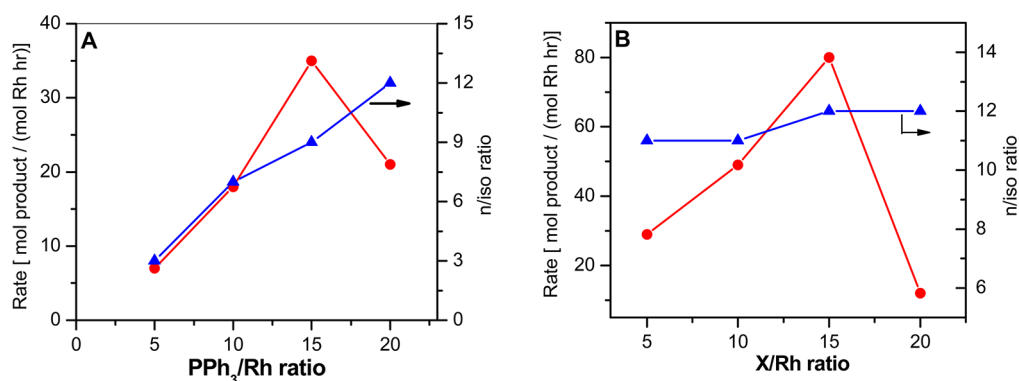 A
Rate [ mol product / (mol Rh hr)]
40
30
20
10
0
0 5 10 15 20
PPh₃/Rh ratio
15
12
9
6
3
0
n/iso ratio
B
Rate [ mol product / (mol Rh hr)]
80
60
40
20
5 10 15 20
X/Rh ratio
14
12
10
8
6
n/iso ratio